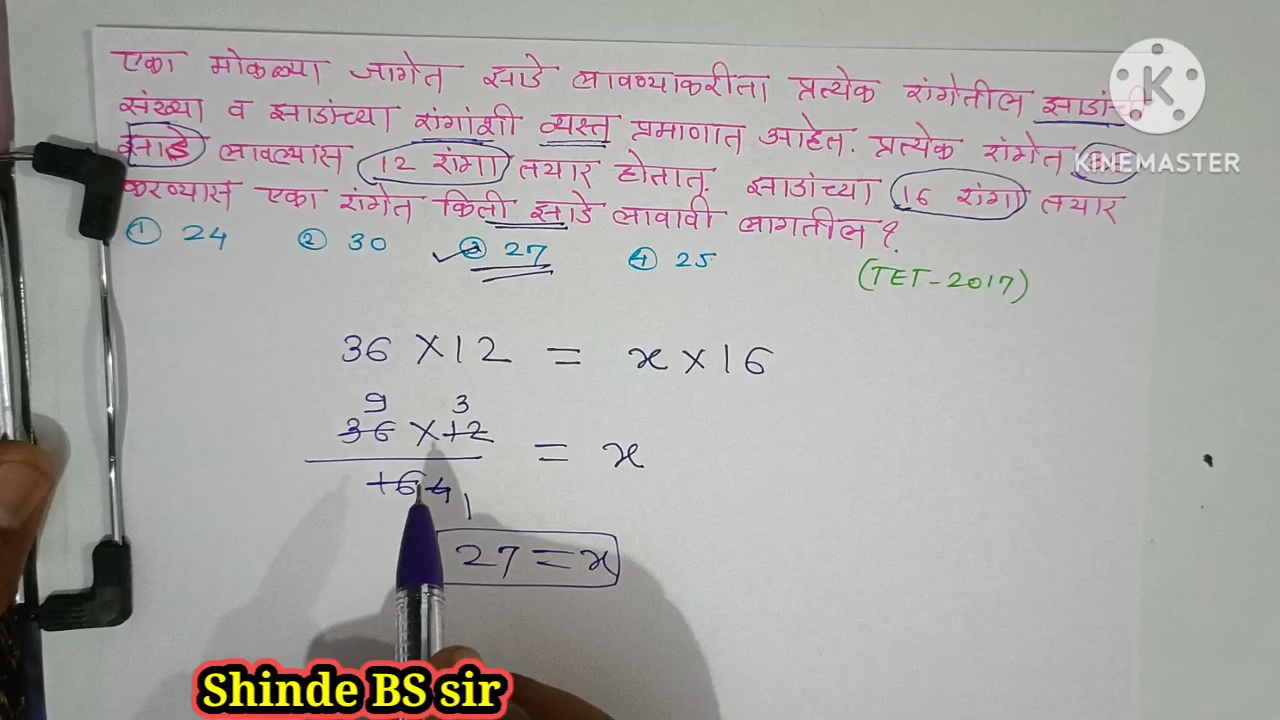 एका मोकळ्या जागेत झाडे लावण्याकरीता प्रत्येक रांगेतील झाडांची
संख्या व झाडांच्या रांगांशी व्यस्त प्रमाणात आहेत. प्रत्येक रांगेत
झाडे लावल्यास 12 रांगा तयार होतात. झाडांच्या 16 रांगा तयार
करण्यास एका रांगेत किती झाडे लावावी लागतील?
① 24 ② 30 ③ 27 ④ 25
(TET-2017)
36 × 12 = x × 16
9 3
36 × 12 = x
16 4 1
27 = x
K
KINEMASTER
Shinde BS sir